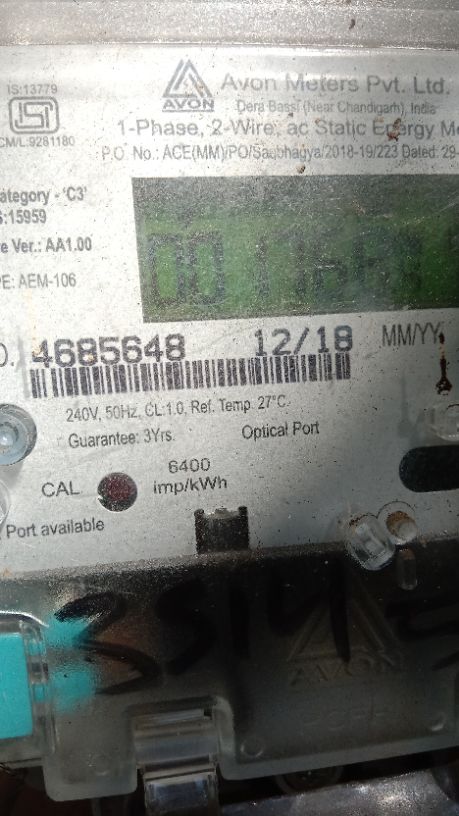 IS:13779
CM/L:9281180
AVON
Avon Meters Pvt. Ltd.
Dera Bassi (Near Chandigarh), India
1-Phase, 2-Wire, ac Static Energy Me
P.O. No.: ACE(MM)/PO/Saubhagya/2018-19/223 Dated: 29-
ategory - 'C3'
S:15959
re Ver.: AA1.00
PE: AEM-106
O. 4685648 12/18 MM/YY
240V, 50Hz, CL:1.0, Ref. Temp. 27°C.
Guarantee: 3Yrs. Optical Port
CAL 6400
imp/kWh
Port available
AVON